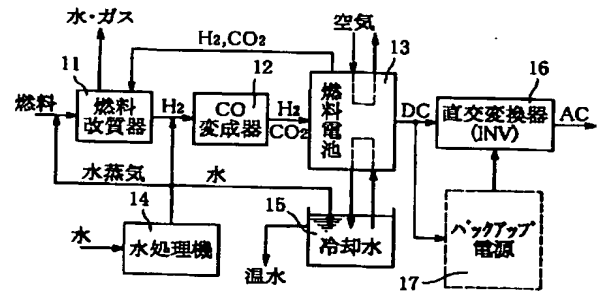 水・ガス
H₂,CO₂
空気
13
11
12
16
燃料
燃料
改質器
H₂
CO
変成器
H₂
CO₂
燃料電池
DC
直交変換器
(INV)
AC
水蒸気
水
14
15
水
水処理機
冷却水
温水
バックアップ
電源
17